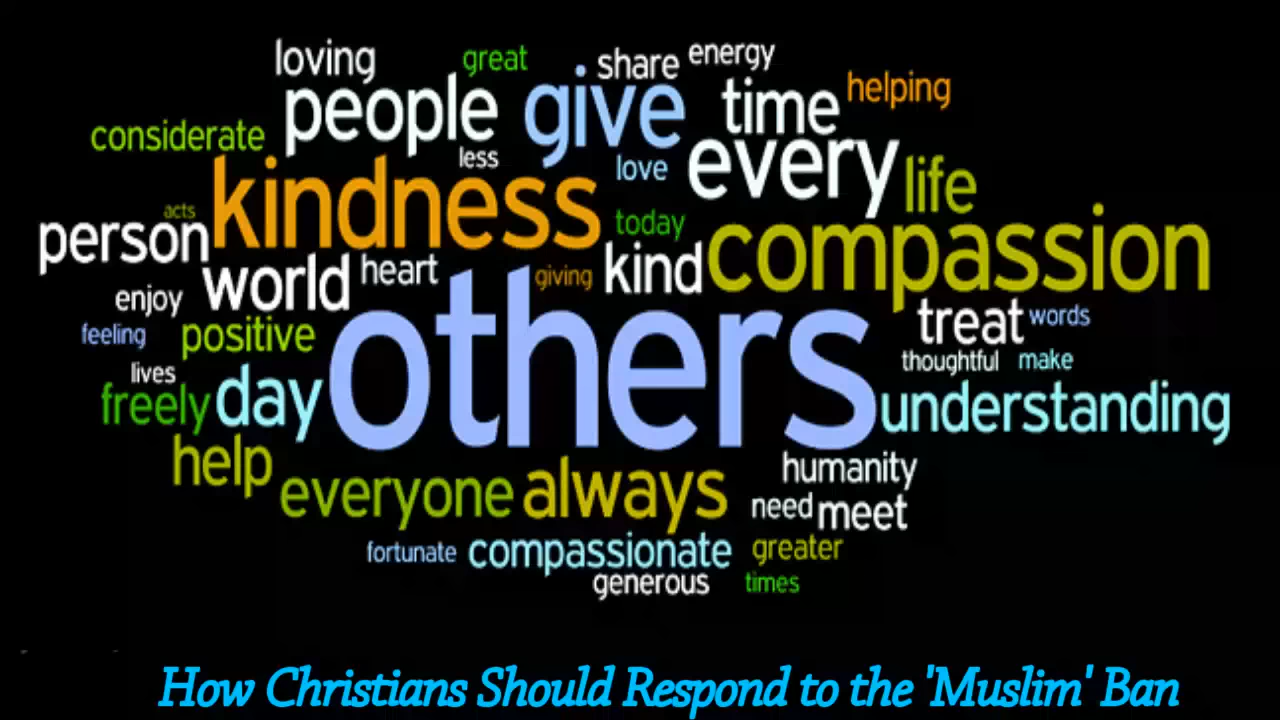 loving great share energy
people give time helping
considerate less love every life
acts kindness today
person world heart giving kind compassion
enjoy treat words
feeling positive others thoughtful make
lives
freely day understanding
help humanity
everyone always need meet
fortunate compassionate greater
generous times
How Christians Should Respond to the 'Muslim' Ban